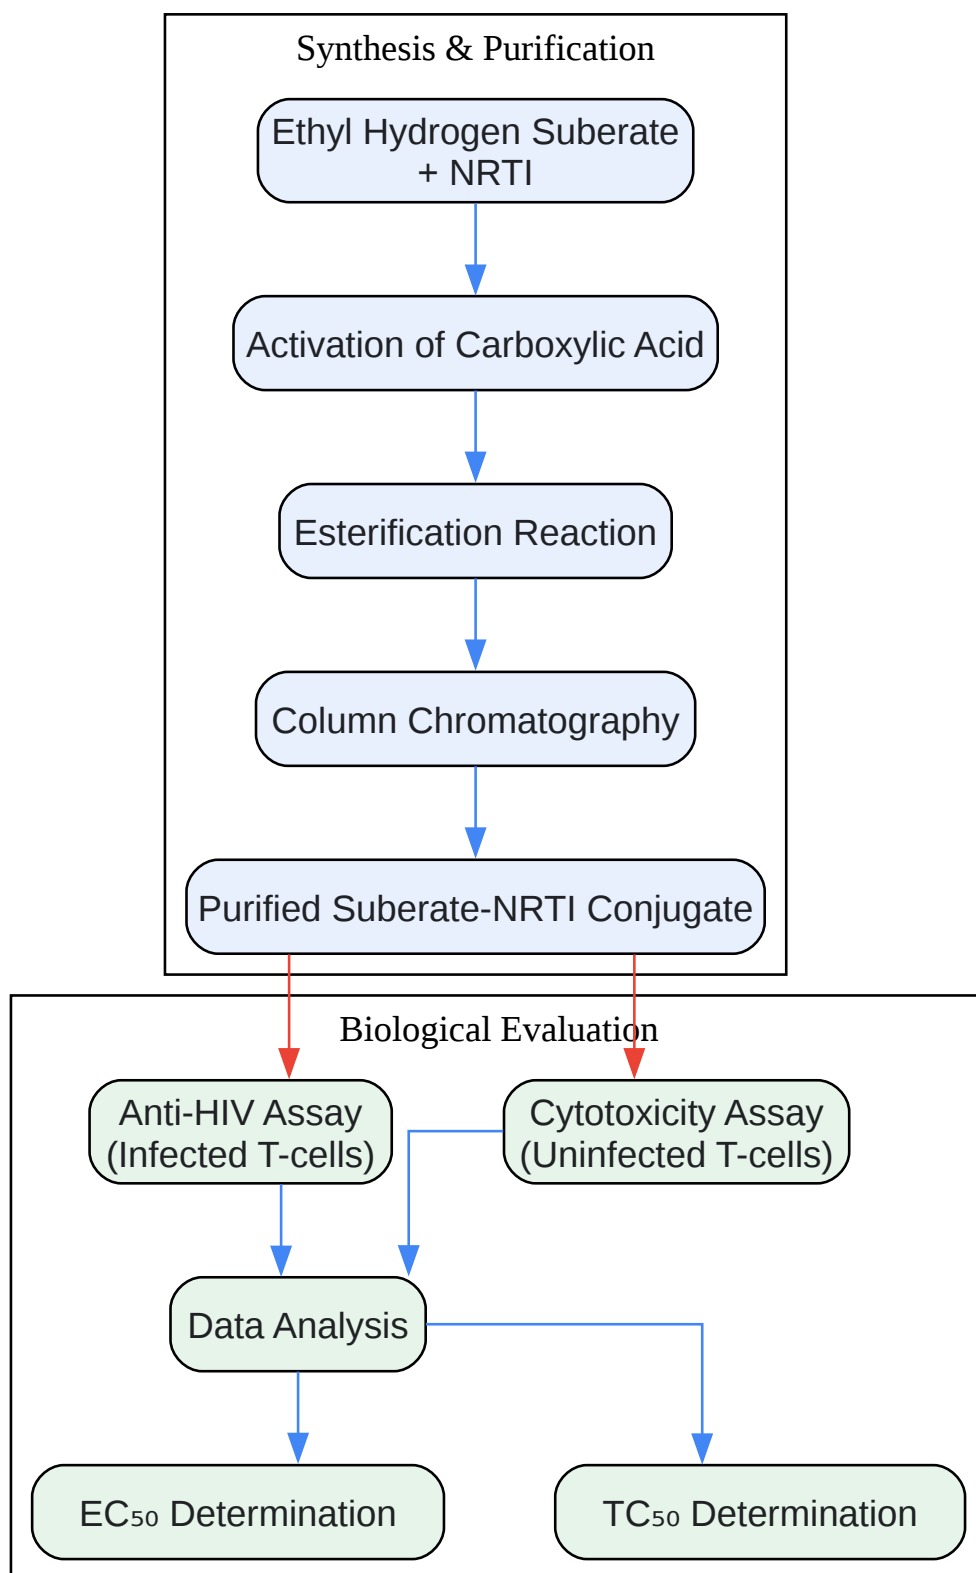 Synthesis & Purification
Ethyl Hydrogen Suberate
+ NRTI
Activation of Carboxylic Acid
Esterification Reaction
Column Chromatography
Purified Suberate-NRTI Conjugate
Biological Evaluation
Anti-HIV Assay
(Infected T-cells)
Cytotoxicity Assay
(Uninfected T-cells)
Data Analysis
EC₅₀ Determination
TC₅₀ Determination